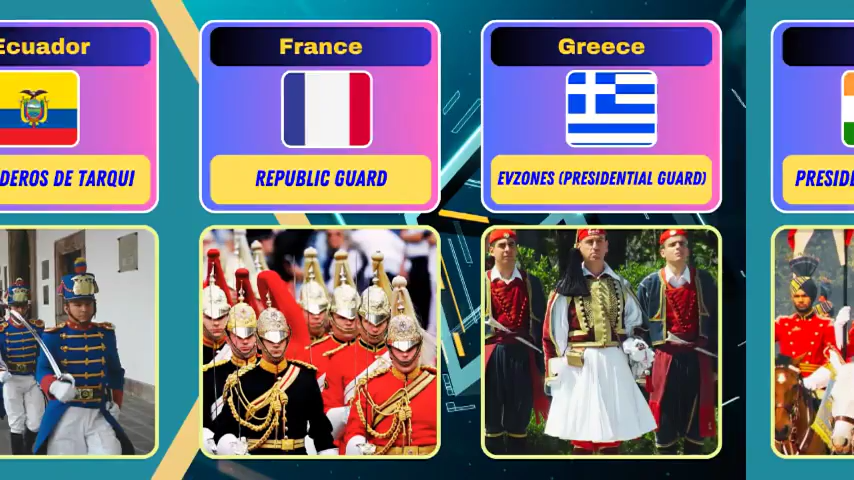 Ecuador
DEROS DE TARQUI
France
REPUBLIC GUARD
Greece
EVZONES (PRESIDENTIAL GUARD)
PRESID